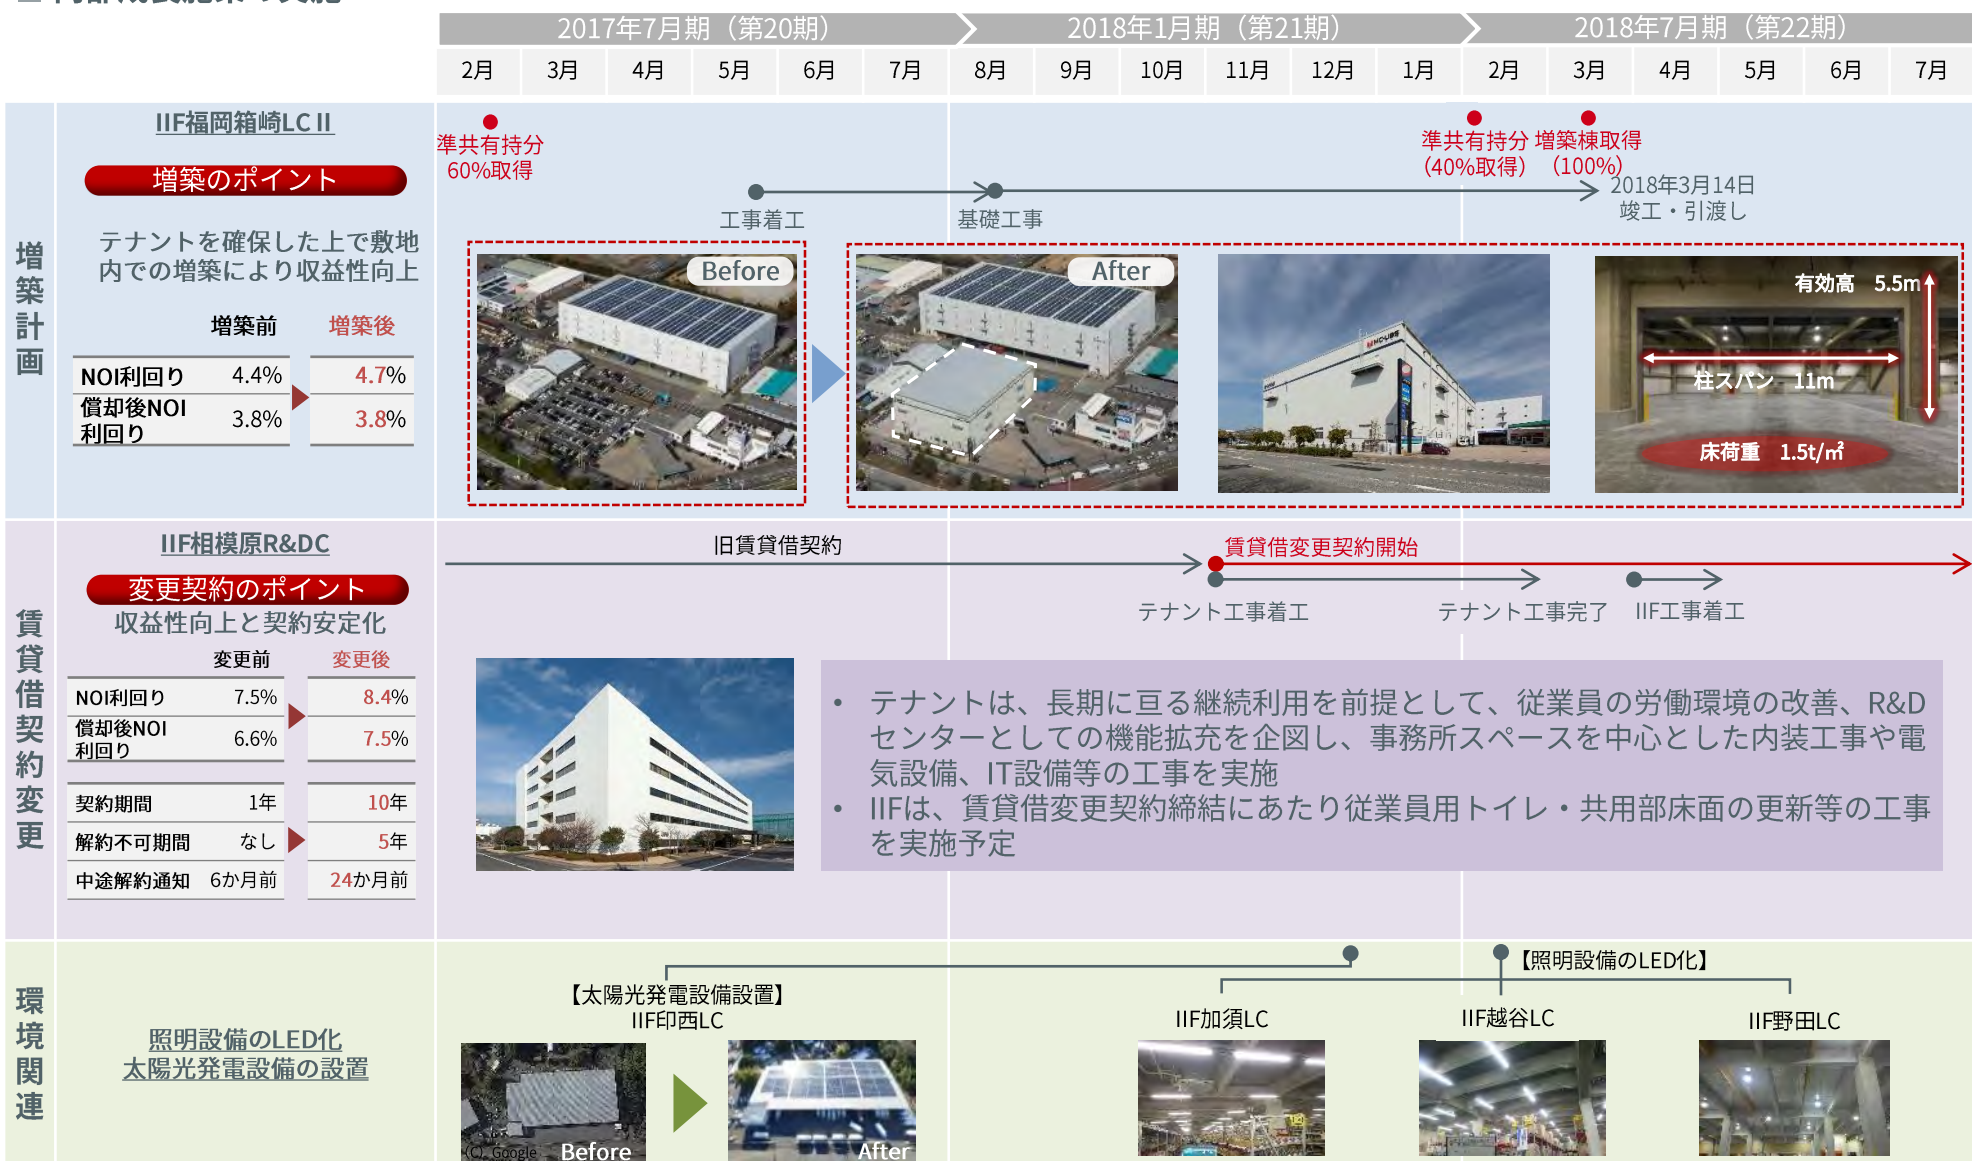 2017年7月期（第20期）
2018年1月期（第21期）
2018年7月期（第22期）
2月 3月 4月 5月 6月 7月 8月 9月 10月 11月 12月 1月 2月 3月 4月 5月 6月 7月
増築計画
IIF福岡箱崎LCⅡ
増築のポイント
テナントを確保した上で敷地
内での増築により収益性向上
増築前 増築後
NOI利回り 4.4% 4.7%
償却後NOI
利回り 3.8% 3.8%
準共有持分
60%取得
工事着工
基礎工事
準共有持分
（40%取得）
増築棟取得
（100%）
2018年3月14日
竣工・引渡し
Before
After
有効高 5.5m
柱スパン 11m
床荷重 1.5t/㎡
賃貸借契約変更
IIF相模原R&DC
変更契約のポイント
収益性向上と契約安定化
変更前 変更後
NOI利回り 7.5% 8.4%
償却後NOI
利回り 6.6% 7.5%
契約期間 1年 10年
解約不可期間 なし 5年
中途解約通知 6か月前 24か月前
旧賃貸借契約
賃貸借変更契約開始
テナント工事着工
テナント工事完了
IIF工事着工
• テナントは、長期に亘る継続利用を前提として、従業員の労働環境の改善、R&D
センターとしての機能拡充を企図し、事務所スペースを中心とした内装工事や電
気設備、IT設備等の工事を実施
• IIFは、賃貸借変更契約締結にあたり従業員用トイレ・共用部床面の更新等の工事
を実施予定
環境関連
照明設備のLED化
太陽光発電設備の設置
【太陽光発電設備設置】
IIF印西LC
(C) Google
Before
After
【照明設備のLED化】
IIF加須LC
IIF越谷LC
IIF野田LC